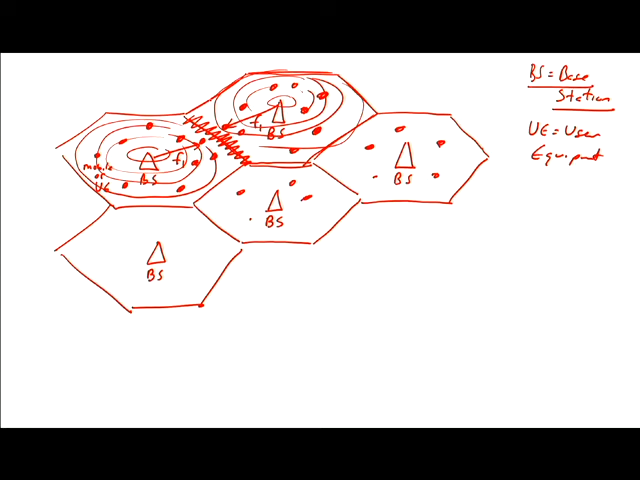 BS = Base
Station
UE = User
Equipment
f1
BS
BS
f1
mobile
or
UE
BS
BS
BS